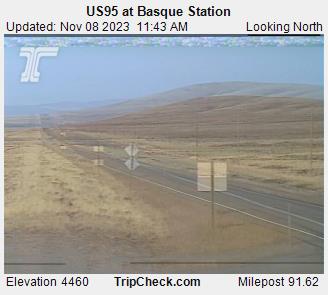 US95 at Basque Station
Updated: Nov 08 2023 11:43 AM Looking North
Elevation 4460 TripCheck.com Milepost 91.62